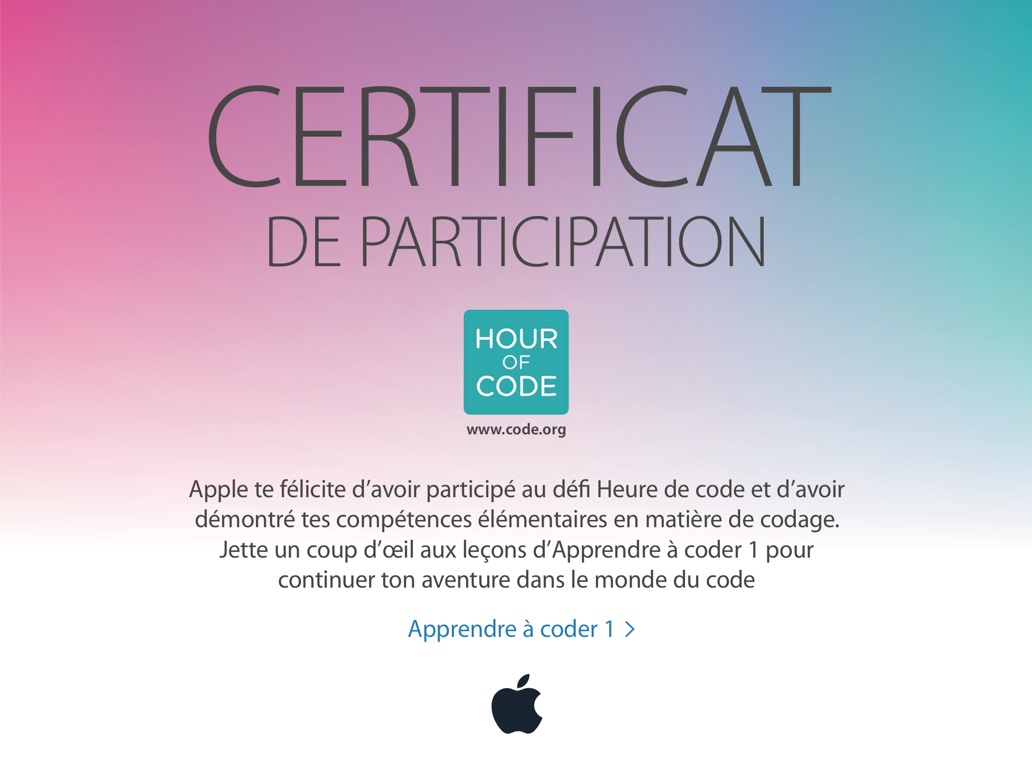 CERTIFICAT
DE PARTICIPATION
HOUR
OF
CODE
www.code.org
Apple te félicite d’avoir participé au défi Heure de code et d’avoir
démontré tes compétences élémentaires en matière de codage.
Jette un coup d’œil aux leçons d’Apprendre à coder 1 pour
continuer ton aventure dans le monde du code
Apprendre à coder 1 >